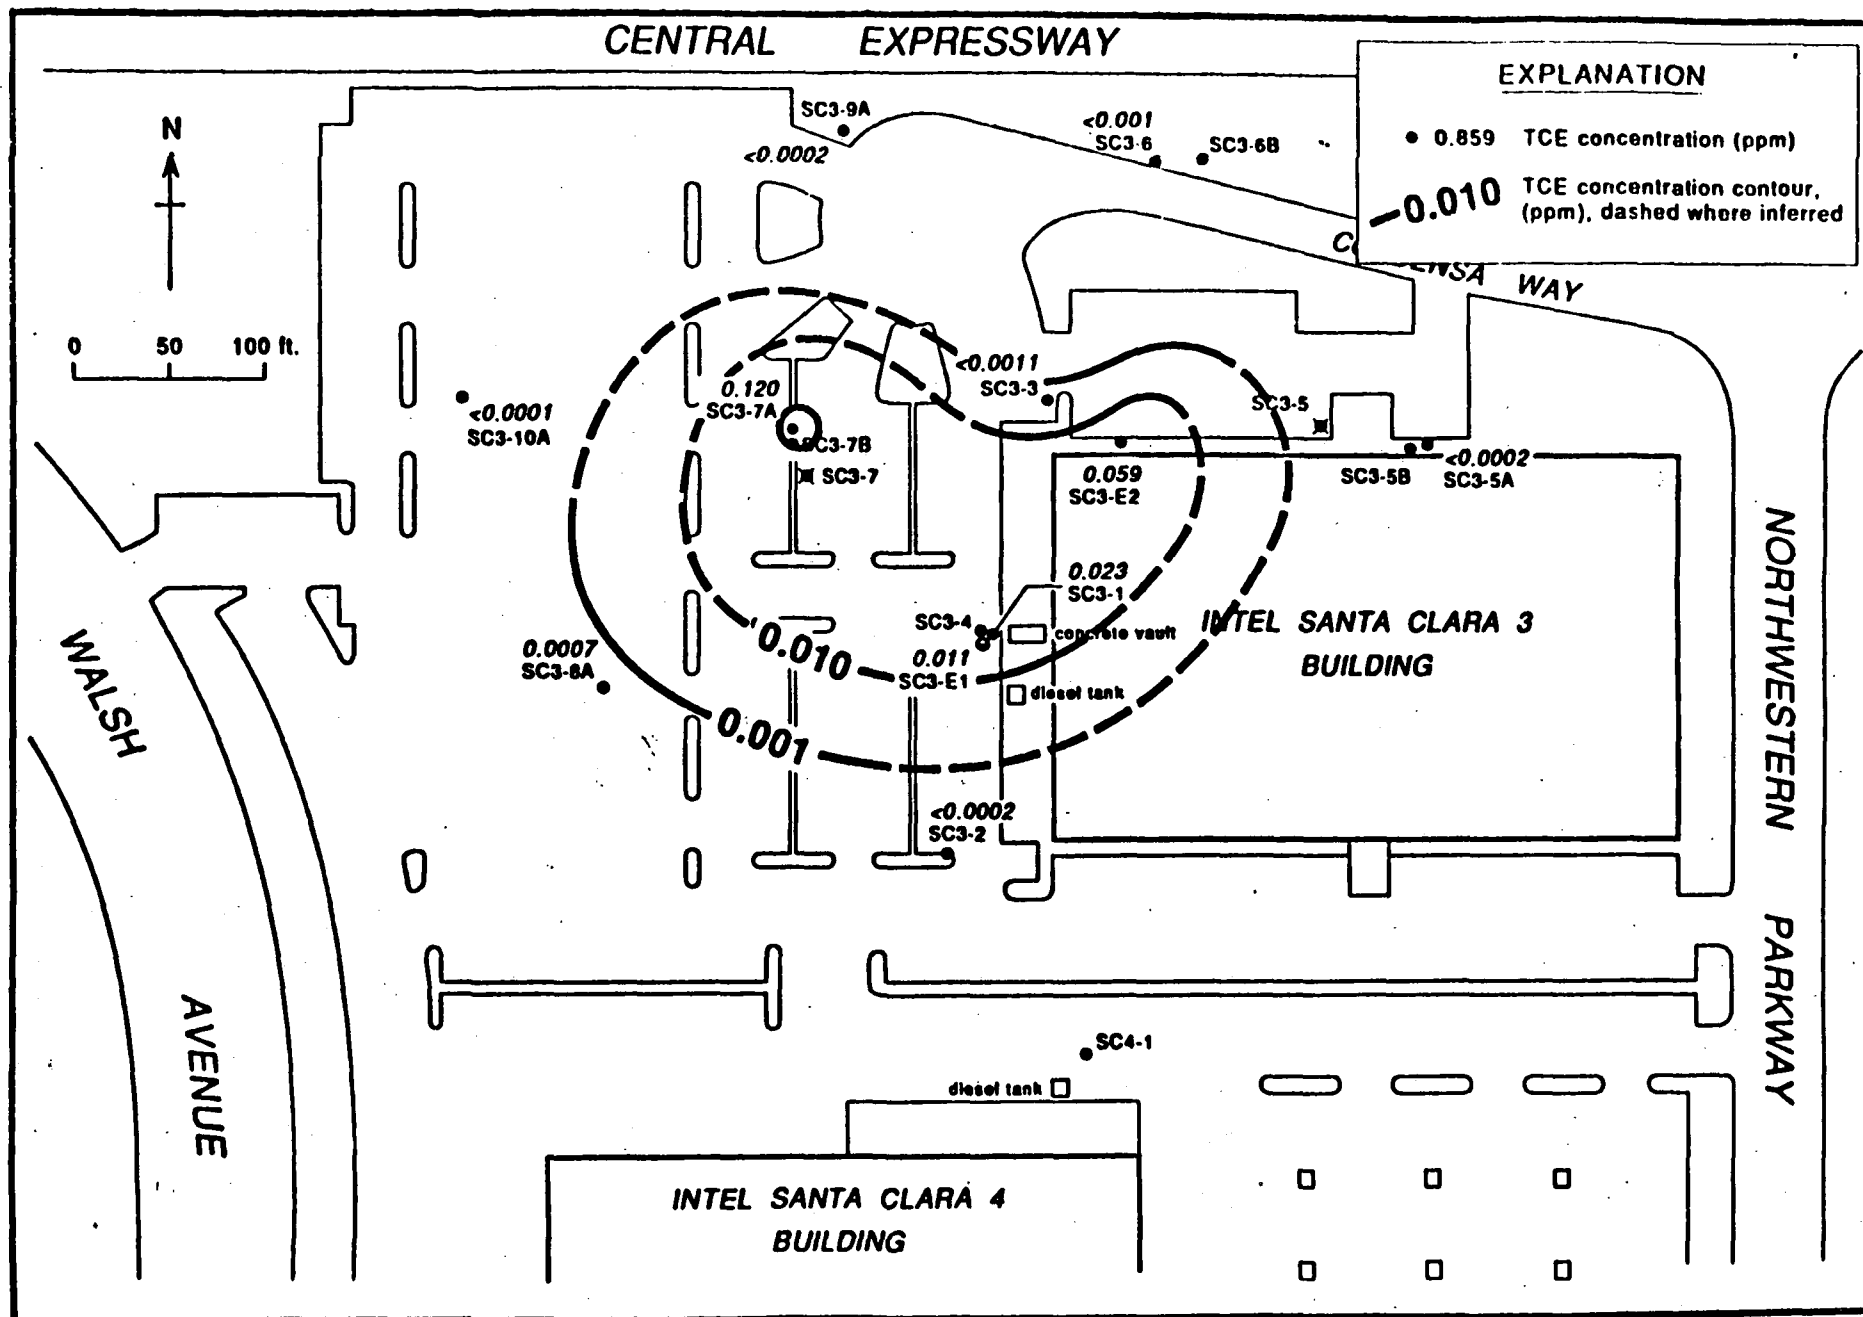 CENTRAL EXPRESSWAY
EXPLANATION
0.859 TCE concentration (ppm)
0.010 TCE concentration contour,
(ppm), dashed where inferred
N
0 50 100 ft.
SC3-9A
<0.0002
<0.001
SC3-6
SC3-6B
WAY
<0.0011
SC3-3
0.120
SC3-7A
SC3-7B
SC3-7
<0.0001
SC3-10A
SC3-5
SC3-5B
<0.0002
SC3-5A
0.059
SC3-E2
0.023
SC3-1
SC3-4
concrete vault
0.011
SC3-E1
diesel tank
INTEL SANTA CLARA 3
BUILDING
0.0007
SC3-8A
0.010
0.001
<0.0002
SC3-2
WALSH
AVENUE
NORTHWESTERN
PARKWAY
SC4-1
diesel tank
INTEL SANTA CLARA 4
BUILDING